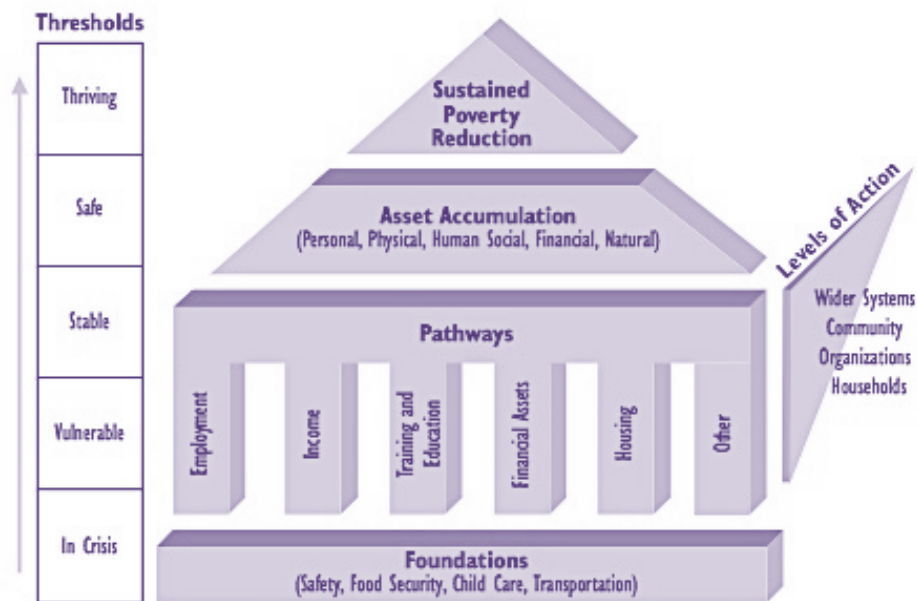 Thresholds
Thriving
Safe
Stable
Vulnerable
In Crisis
Sustained
Poverty
Reduction
Asset Accumulation
(Personal, Physical, Human Social, Financial, Natural)
Pathways
Employment
Income
Training and
Education
Financial Assets
Housing
Other
Foundations
(Safety, Food Security, Child Care, Transportation)
Levels of Action
Wider Systems
Community
Organizations
Households